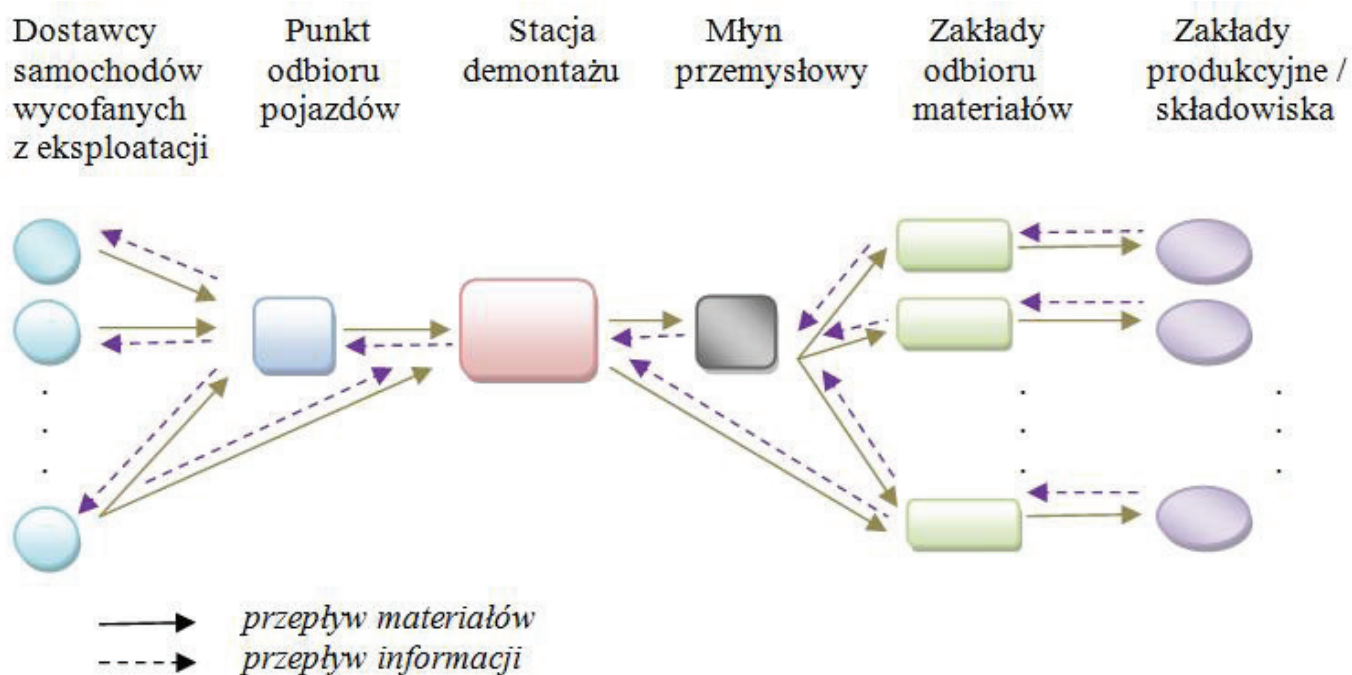 Dostawcy
samochodów
wycofanych
z eksploatacji
Punkt
odbioru
pojazdów
Stacja
demontażu
Młyn
przemysłowy
Zakłady
odbioru
materiałów
Zakłady
produkcyjne /
składowiska
przepływ materiałów
przepływ informacji